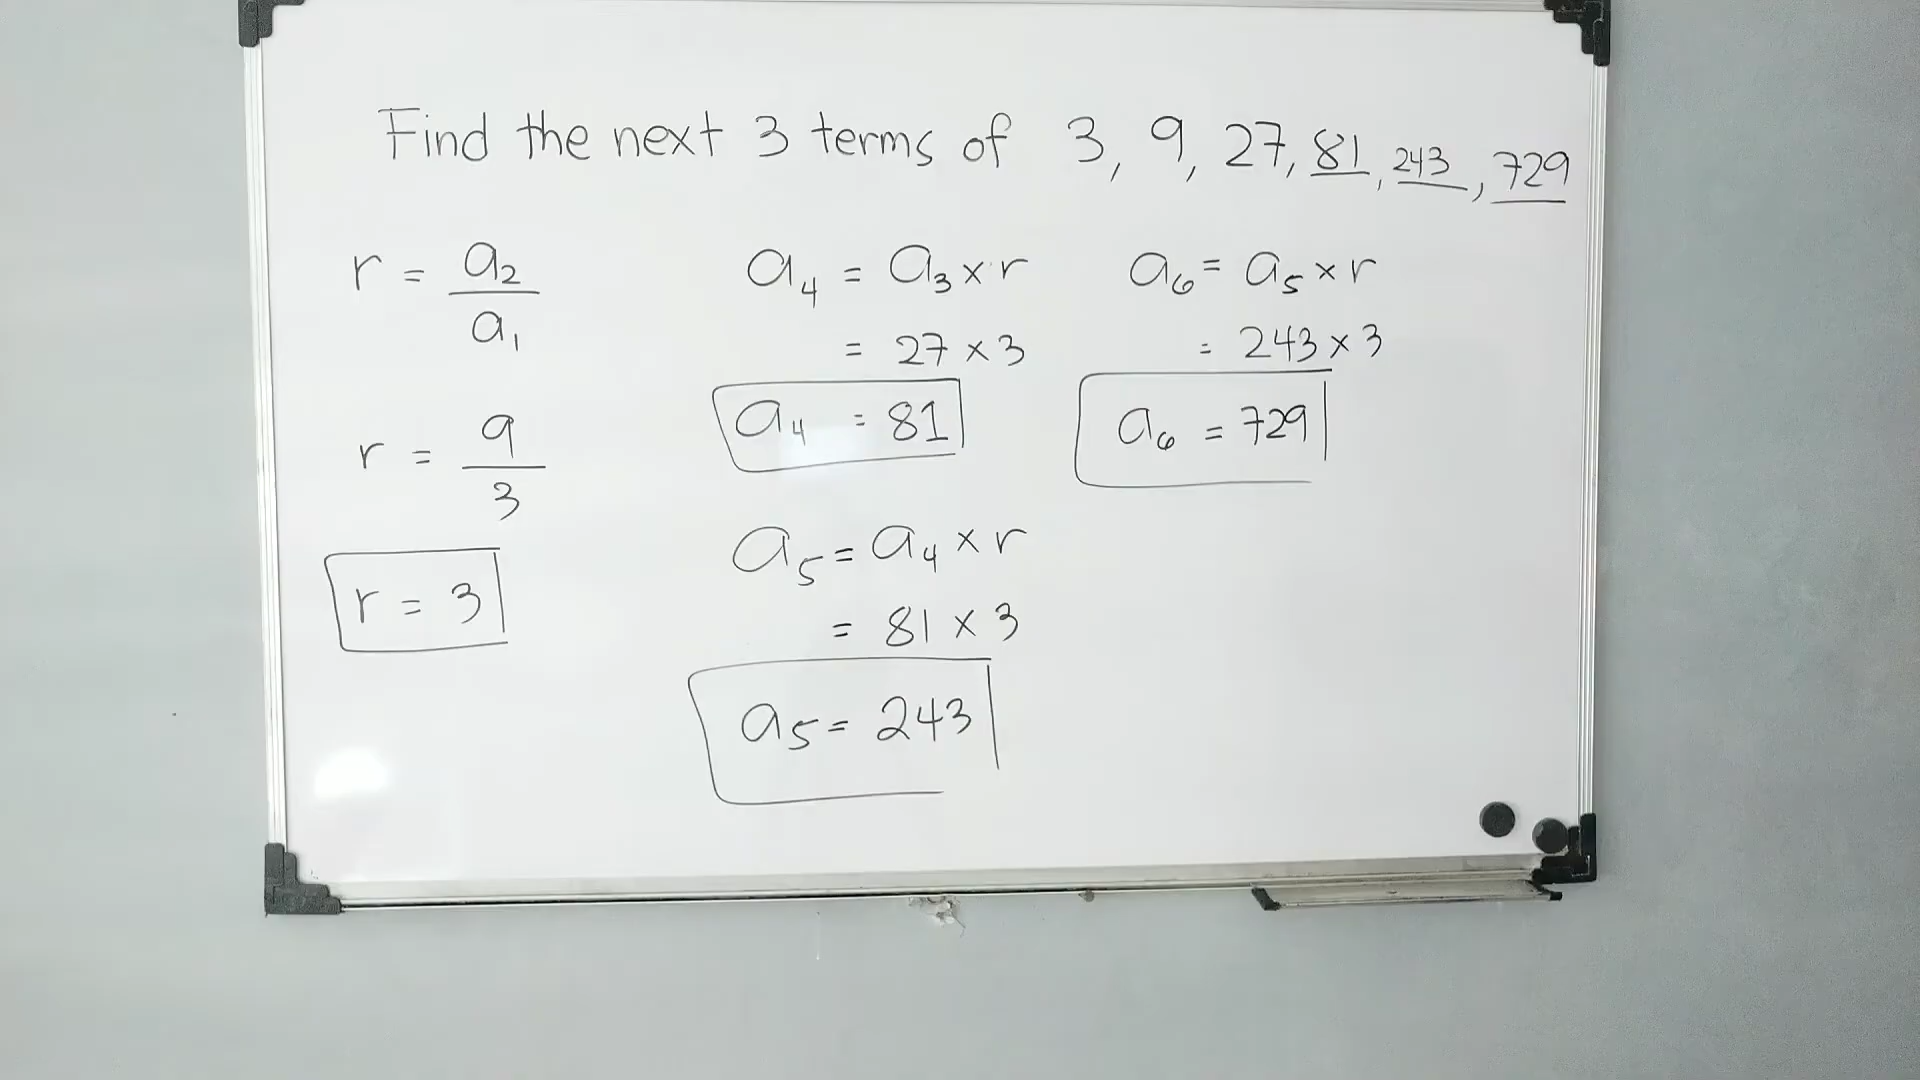 Find the next 3 terms of 3, 9, 27, 81, 243, 729
r = a₂/a₁
r = 9/3
r = 3
a₄ = a₃ × r
= 27 × 3
a₄ = 81
a₅ = a₄ × r
= 81 × 3
a₅ = 243
a₆ = a₅ × r
= 243 × 3
a₆ = 729